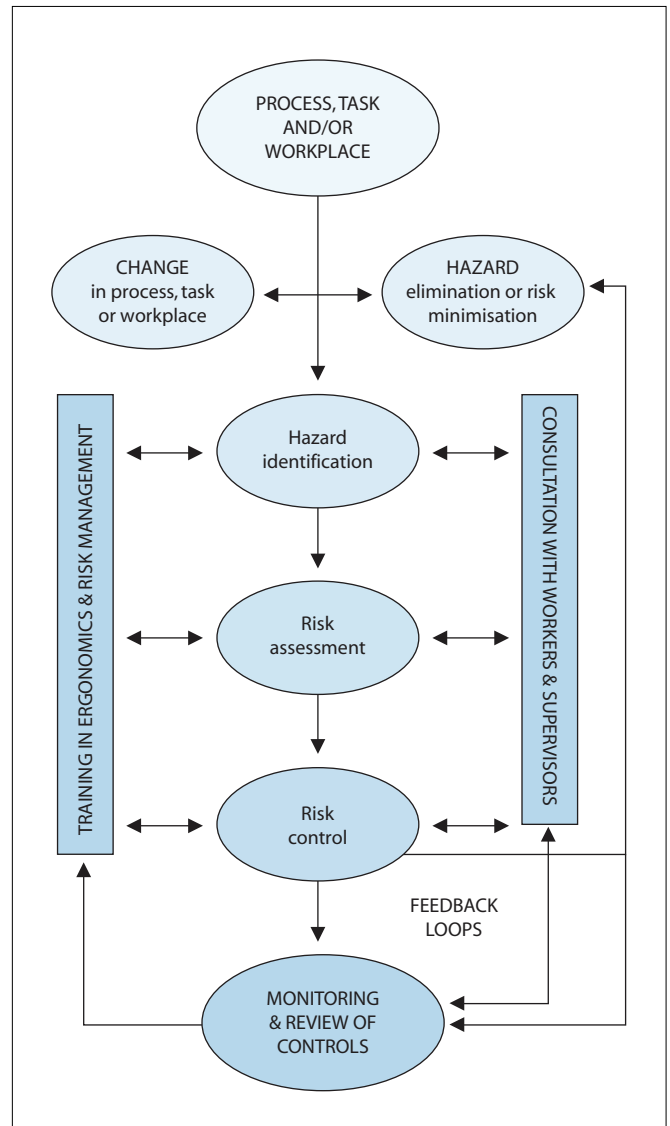 PROCESS, TASK
AND/OR
WORKPLACE
CHANGE
in process, task
or workplace
HAZARD
elimination or risk
minimisation
TRAINING IN ERGONOMICS & RISK MANAGEMENT
Hazard
identification
CONSULTATION WITH WORKERS & SUPERVISORS
Risk
assessment
Risk
control
FEEDBACK
LOOPS
MONITORING
& REVIEW OF
CONTROLS